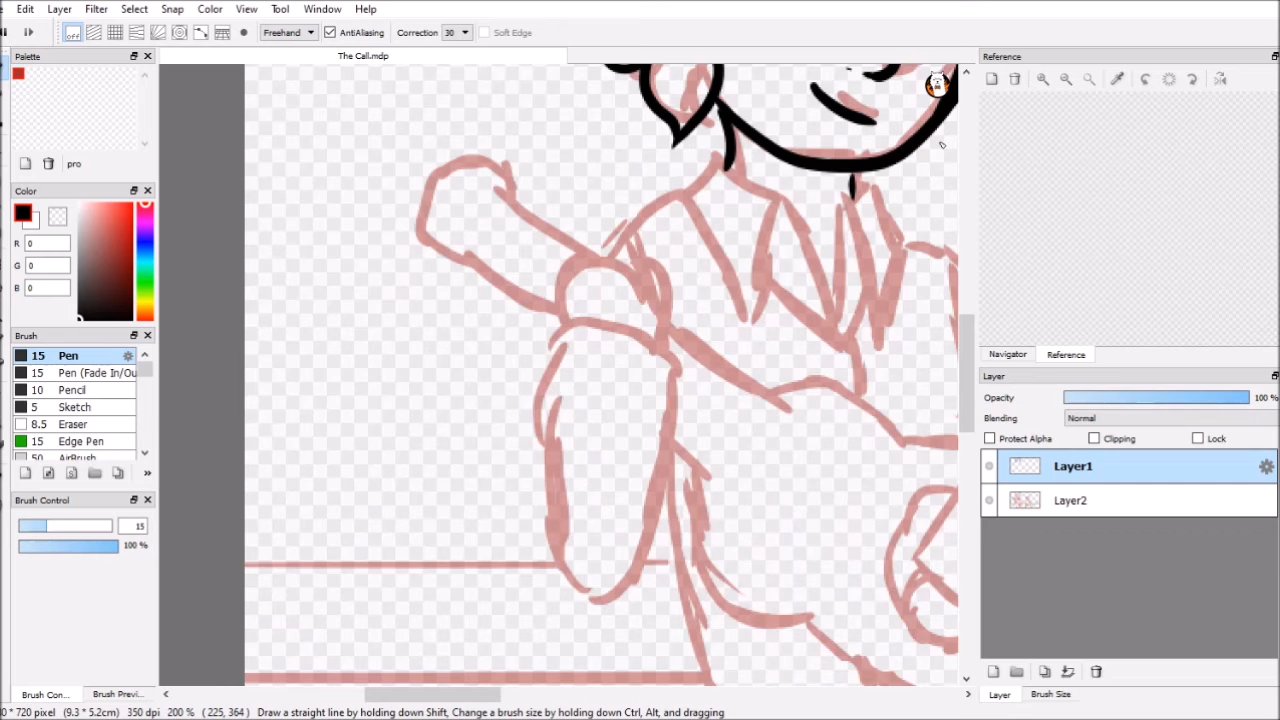 Edit Layer Filter Select Snap Color View Tool Window Help
off Freehand AntiAliasing Correction 30 Soft Edge
Palette
The Call.mdp
Reference
pro
Color
R 0
G 0
B 0
Brush
15 Pen
15 Pen (Fade In/Ou
10 Pencil
5 Sketch
8.5 Eraser
15 Edge Pen
50 AirBrush
Brush Control
15
100 %
Navigator Reference
Layer
Opacity 100 %
Blending Normal
Protect Alpha Clipping Lock
Layer1
Layer2
Brush Con... Brush Previ...
Layer Brush Size
0 * 720 pixel (9.3 * 5.2cm) 350 dpi 200 % ( 225, 364 ) Draw a straight line by holding down Shift, Change a brush size by holding down Ctrl, Alt, and dragging